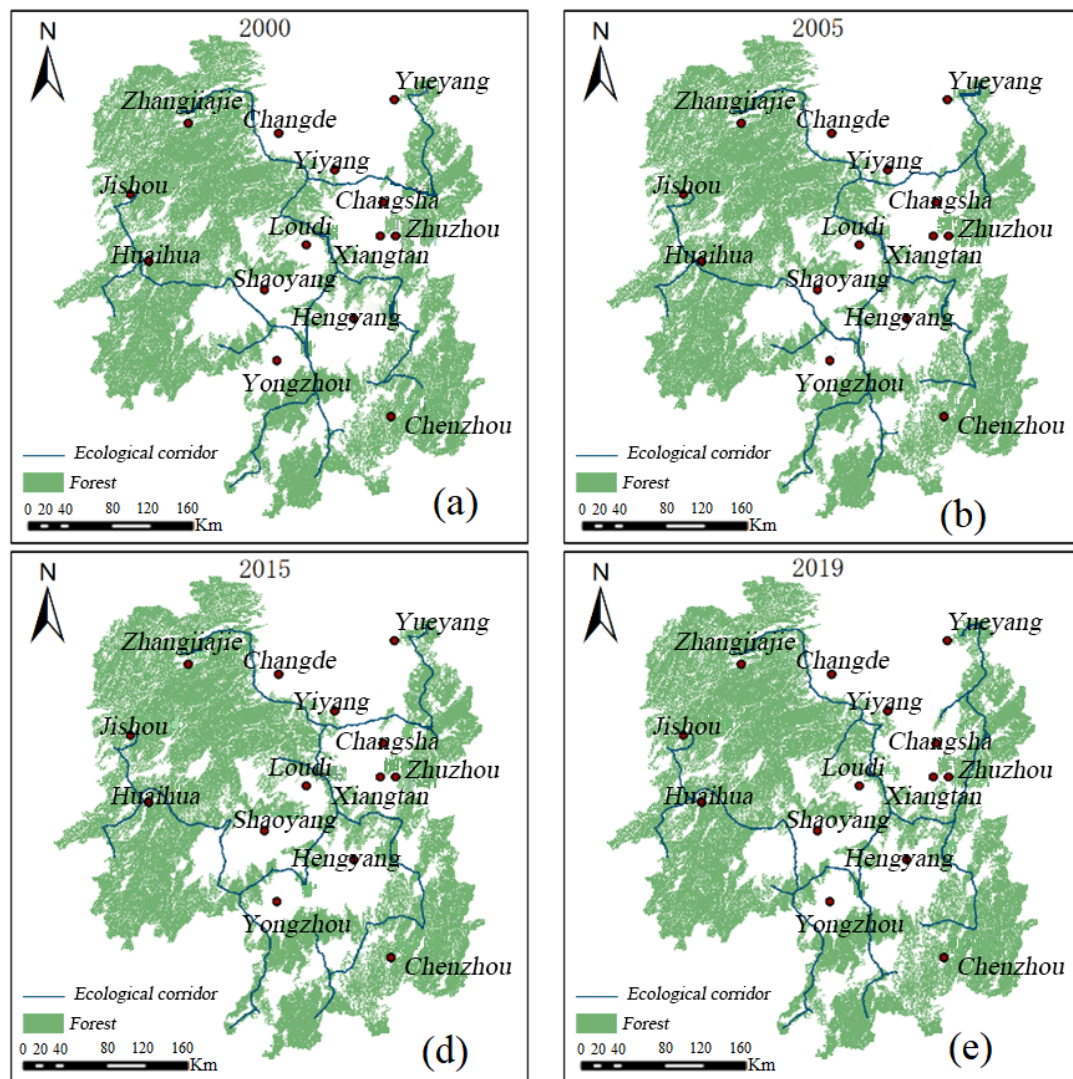 2000
N
Yueyang
Zhangjiajie
Changde
Yiyang
Jishou
Changsha
Loudi
Zhuzhou
Huaihua
Xiangtan
Shaoyang
Hengyang
Yongzhou
Chenzhou
Ecological corridor
Forest
0 20 40 80 120 160
Km
(a)
2005
N
Yueyang
Zhangjiajie
Changde
Yiyang
Jishou
Changsha
Loudi
Zhuzhou
Huaihua
Xiangtan
Shaoyang
Hengyang
Yongzhou
Chenzhou
Ecological corridor
Forest
0 20 40 80 120 160
Km
(b)
2015
N
Yueyang
Zhangjiajie
Changde
Yiyang
Jishou
Changsha
Loudi
Zhuzhou
Huaihua
Xiangtan
Shaoyang
Hengyang
Yongzhou
Chenzhou
Ecological corridor
Forest
0 20 40 80 120 160
Km
(d)
2019
N
Yueyang
Zhangjiajie
Changde
Yiyang
Jishou
Changsha
Loudi
Zhuzhou
Huaihua
Xiangtan
Shaoyang
Hengyang
Yongzhou
Chenzhou
Ecological corridor
Forest
0 20 40 80 120 160
Km
(e)